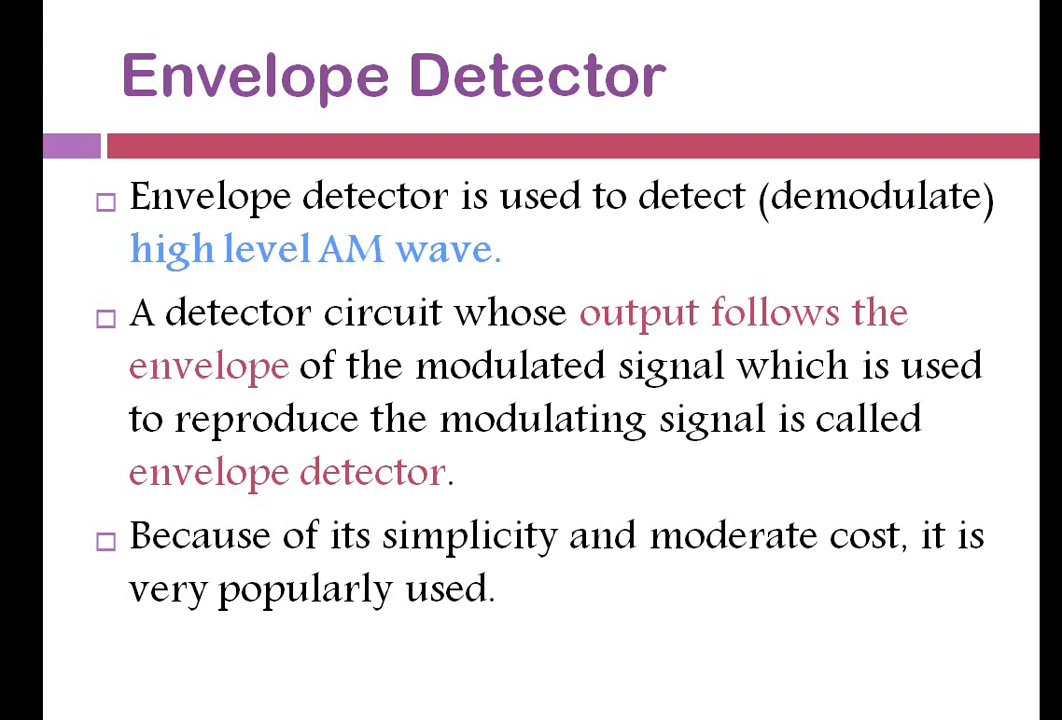 Envelope Detector
Envelope detector is used to detect (demodulate)
high level AM wave.
A detector circuit whose output follows the
envelope of the modulated signal which is used
to reproduce the modulating signal is called
envelope detector.
Because of its simplicity and moderate cost, it is
very popularly used.